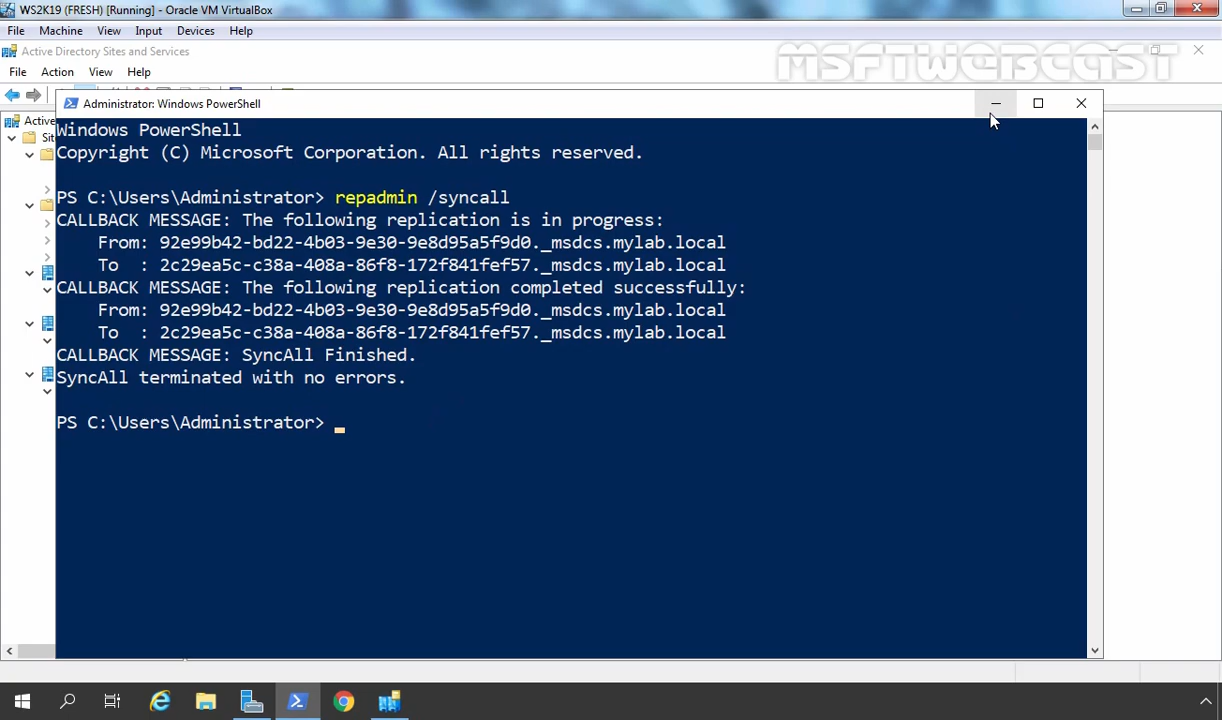 WS2K19 (FRESH) [Running] - Oracle VM VirtualBox
File Machine View Input Devices Help
Active Directory Sites and Services
MSFTWEBCAST
File Action View Help
Administrator: Windows PowerShell
Active
Sit
Windows PowerShell
Copyright (C) Microsoft Corporation. All rights reserved.
PS C:\Users\Administrator> repadmin /syncall
CALLBACK MESSAGE: The following replication is in progress:
From: 92e99b42-bd22-4b03-9e30-9e8d95a5f9d0._msdcs.mylab.local
To : 2c29ea5c-c38a-408a-86f8-172f841fef57._msdcs.mylab.local
CALLBACK MESSAGE: The following replication completed successfully:
From: 92e99b42-bd22-4b03-9e30-9e8d95a5f9d0._msdcs.mylab.local
To : 2c29ea5c-c38a-408a-86f8-172f841fef57._msdcs.mylab.local
CALLBACK MESSAGE: SyncAll Finished.
SyncAll terminated with no errors.
PS C:\Users\Administrator>